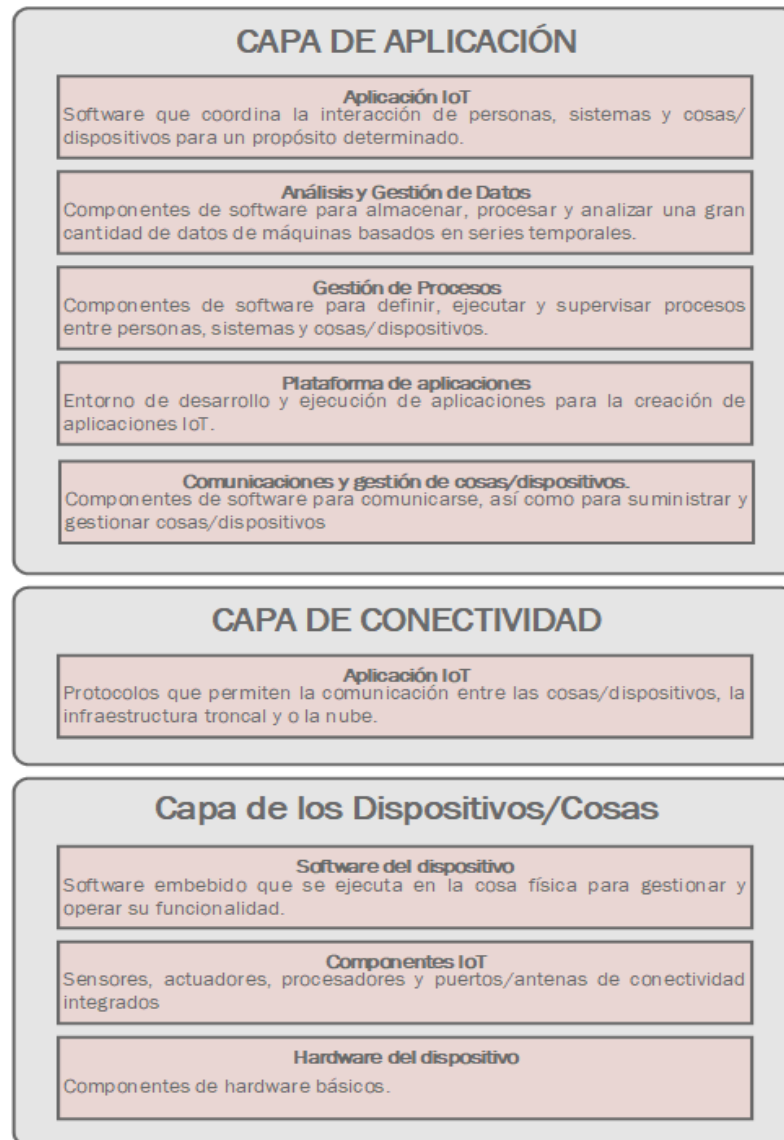 CAPA DE APLICACIÓN
Aplicación IoT
Software que coordina la interacción de personas, sistemas y cosas/
dispositivos para un propósito determinado.
Análisis y Gestión de Datos
Componentes de software para almacenar, procesar y analizar una gran
cantidad de datos de máquinas basados en series temporales.
Gestión de Procesos
Componentes de software para definir, ejecutar y supervisar procesos
entre personas, sistemas y cosas/dispositivos.
Plataforma de aplicaciones
Entorno de desarrollo y ejecución de aplicaciones para la creación de
aplicaciones IoT.
Comunicaciones y gestión de cosas/dispositivos.
Componentes de software para comunicarse, así como para suministrar y
gestionar cosas/dispositivos
CAPA DE CONECTIVIDAD
Aplicación IoT
Protocolos que permiten la comunicación entre las cosas/dispositivos, la
infraestructura troncal y o la nube.
Capa de los Dispositivos/Cosas
Software del dispositivo
Software embebido que se ejecuta en la cosa física para gestionar y
operar su funcionalidad.
Componentes IoT
Sensores, actuadores, procesadores y puertos/antenas de conectividad
integrados
Hardware del dispositivo
Componentes de hardware básicos.